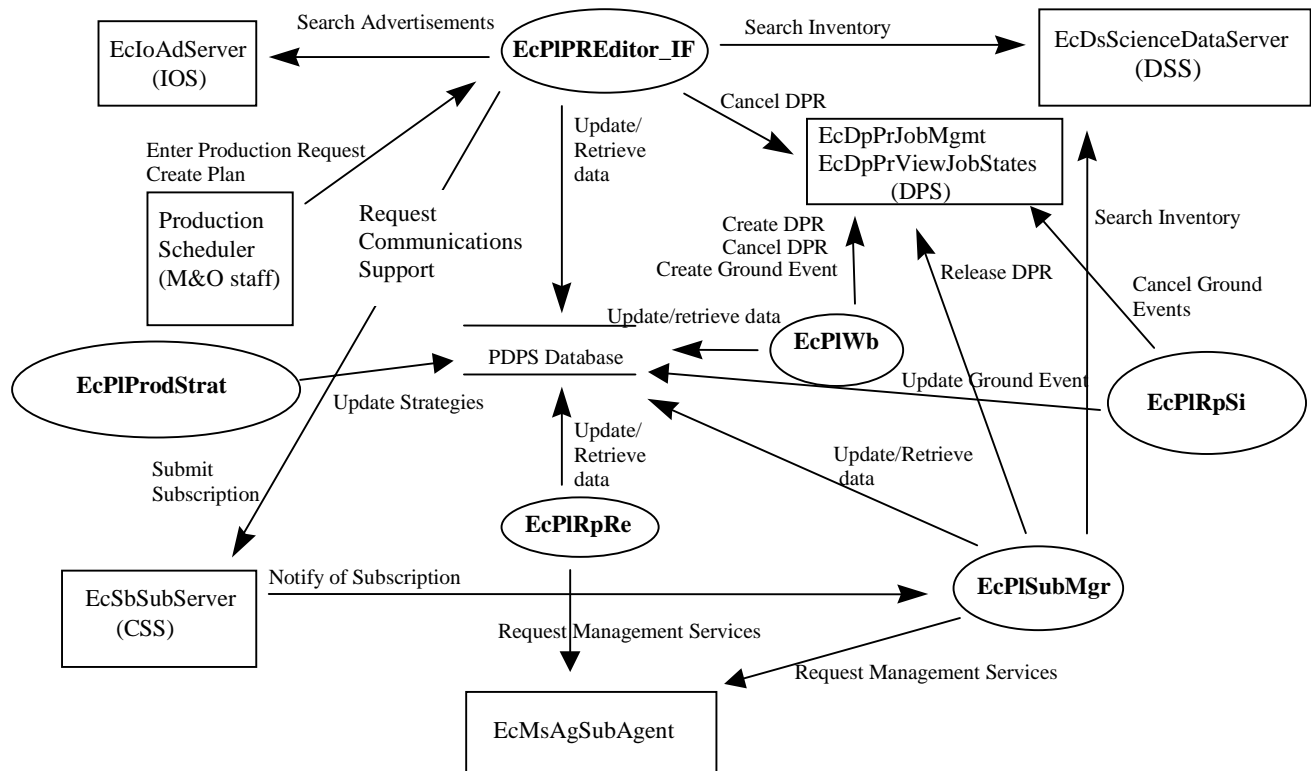 Search Advertisements
EcPlPREditor_IF
Search Inventory
EcIoAdServer
(IOS)
EcDsScienceDataServer
(DSS)
Cancel DPR
Update/
Retrieve
data
EcDpPrJobMgmt
EcDpPrViewJobStates
(DPS)
Enter Production Request
Create Plan
Production
Scheduler
(M&O staff)
Request
Communications
Support
Create DPR
Cancel DPR
Create Ground Event
Search Inventory
Release DPR
Cancel Ground
Events
Update/retrieve data
EcPlWb
PDPS Database
EcPlProdStrat
Update Ground Event
EcPlRpSi
Update Strategies
Update/
Retrieve
data
Update/Retrieve
data
Submit
Subscription
EcPlRpRe
Notify of Subscription
EcPlSubMgr
EcSbSubServer
(CSS)
Request Management Services
Request Management Services
EcMsAgSubAgent